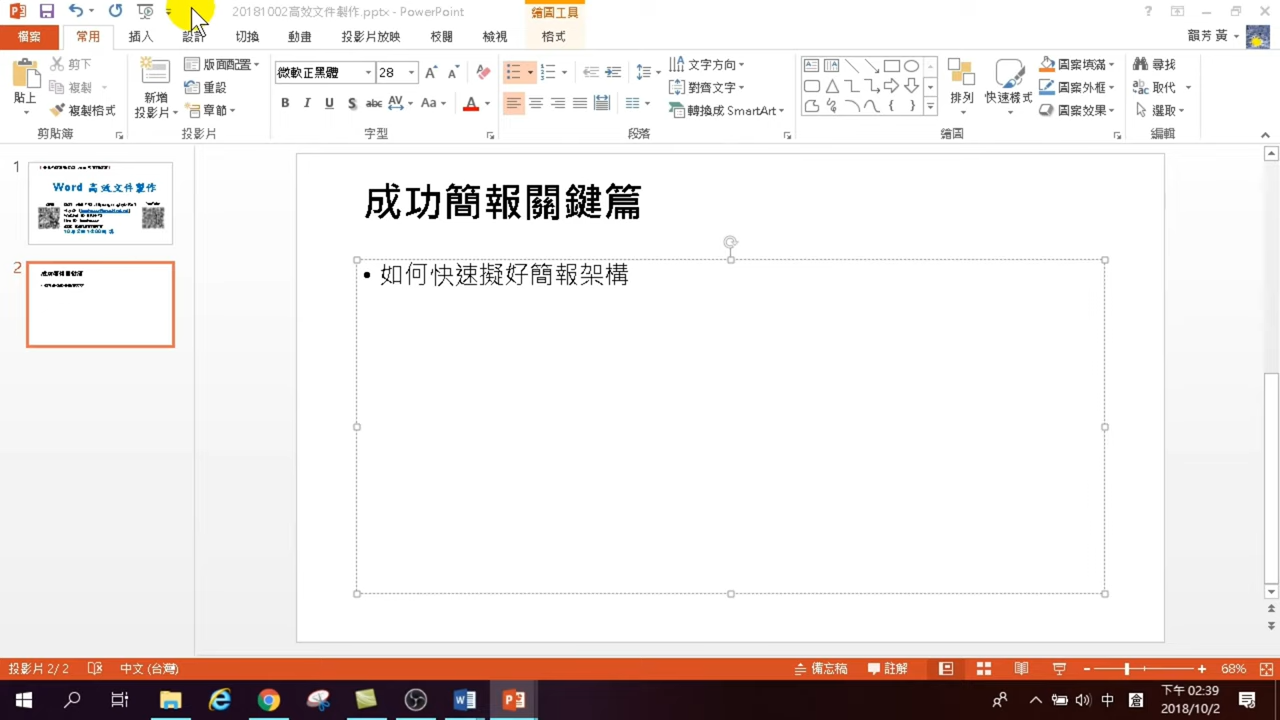 20181002高效文件製作.pptx - PowerPoint
繪圖工具
檔案 常用 插入 設計 切換 動畫 投影片放映 校閱 檢視 格式
韻芳 黃
貼上
剪下
複製
複製格式
剪貼簿
新增
投影片
版面配置
重設
章節
投影片
微軟正黑體 28
B I U S abc AV Aa A
字型
文字方向
對齊文字
轉換成 SmartArt
段落
排列
快速樣式
圖案填滿
圖案外框
圖案效果
繪圖
尋找
取代
選取
編輯
1
Word 高效文件製作
2
成功簡報關鍵篇
• 如何快速擬好簡報架構
投影片 2/2 中文 (台灣) 備忘稿 註解 68%
中
下午 02:39
2018/10/2